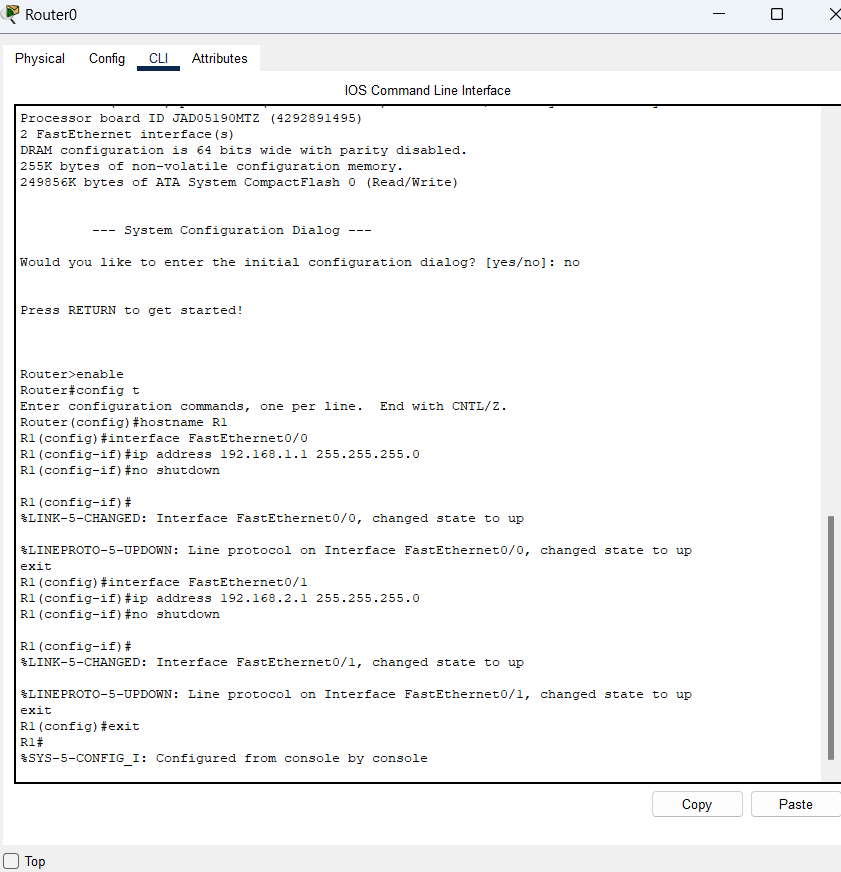 Router0
Physical Config CLI Attributes
IOS Command Line Interface
Processor board ID JAD05190MTZ (4292891495)
2 FastEthernet interface(s)
DRAM configuration is 64 bits wide with parity disabled.
255K bytes of non-volatile configuration memory.
249856K bytes of ATA System CompactFlash 0 (Read/Write)
--- System Configuration Dialog ---
Would you like to enter the initial configuration dialog? [yes/no]: no
Press RETURN to get started!
Router>enable
Router#config t
Enter configuration commands, one per line.  End with CNTL/Z.
Router(config)#hostname R1
R1(config)#interface FastEthernet0/0
R1(config-if)#ip address 192.168.1.1 255.255.255.0
R1(config-if)#no shutdown
R1(config-if)#
%LINK-5-CHANGED: Interface FastEthernet0/0, changed state to up
%LINEPROTO-5-UPDOWN: Line protocol on Interface FastEthernet0/0, changed state to up
exit
R1(config)#interface FastEthernet0/1
R1(config-if)#ip address 192.168.2.1 255.255.255.0
R1(config-if)#no shutdown
R1(config-if)#
%LINK-5-CHANGED: Interface FastEthernet0/1, changed state to up
%LINEPROTO-5-UPDOWN: Line protocol on Interface FastEthernet0/1, changed state to up
exit
R1(config)#exit
R1#
%SYS-5-CONFIG_I: Configured from console by console
Copy Paste
Top